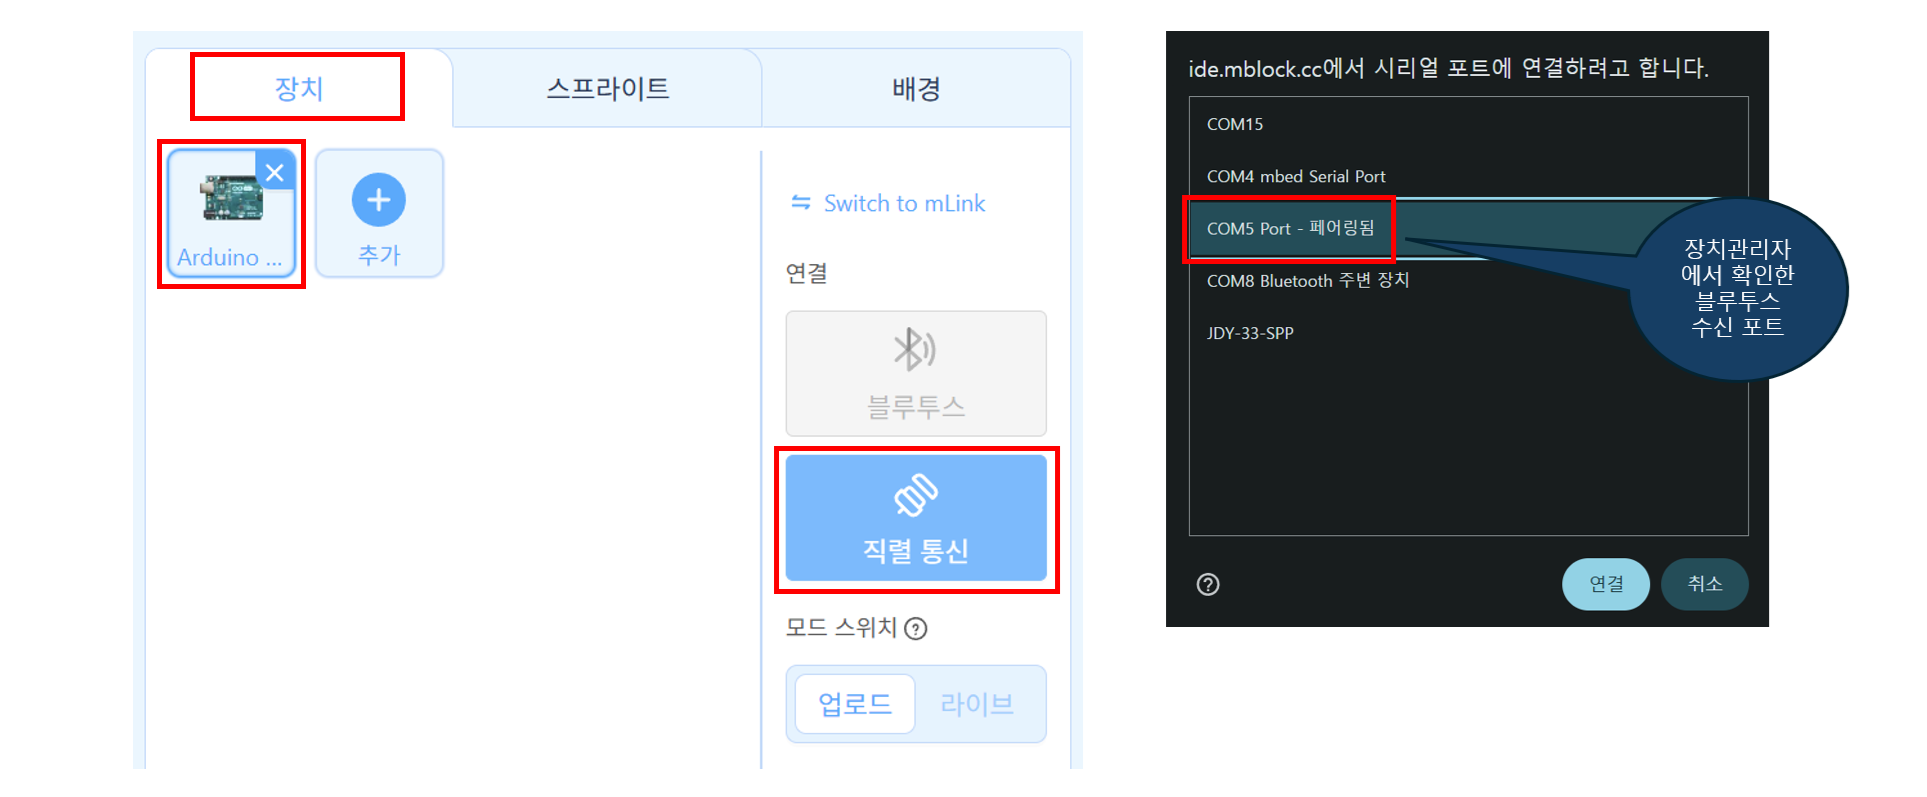 장치
스프라이트
배경
Arduino ...
추가
Switch to mLink
연결
블루투스
직렬 통신
모드 스위치
업로드
라이브
ide.mblock.cc에서 시리얼 포트에 연결하려고 합니다.
COM15
COM4 mbed Serial Port
COM5 Port - 페어링됨
COM8 Bluetooth 주변 장치
JDY-33-SPP
장치관리자
에서 확인한
블루투스
수신 포트
연결
취소